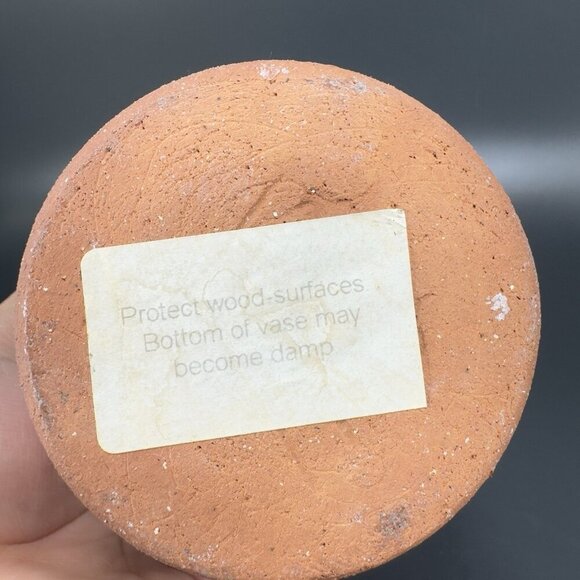 Protect wood-surfaces
Bottom of vase may
become damp